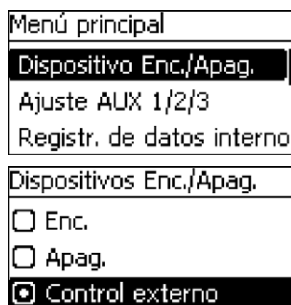 Menú principal
Dispositivo Enc./Apag.
Ajuste AUX 1/2/3
Registr. de datos interno
Dispositivos Enc./Apag.
Enc.
Apag.
Control externo